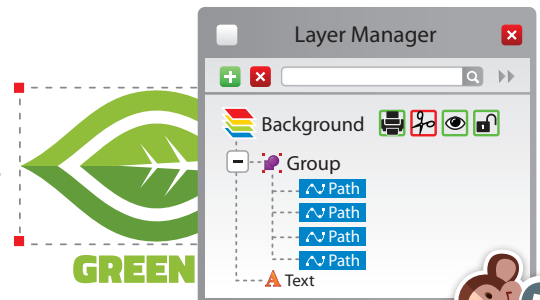 Layer Manager
Background
Group
Path
Path
Path
Path
Text
GREEN